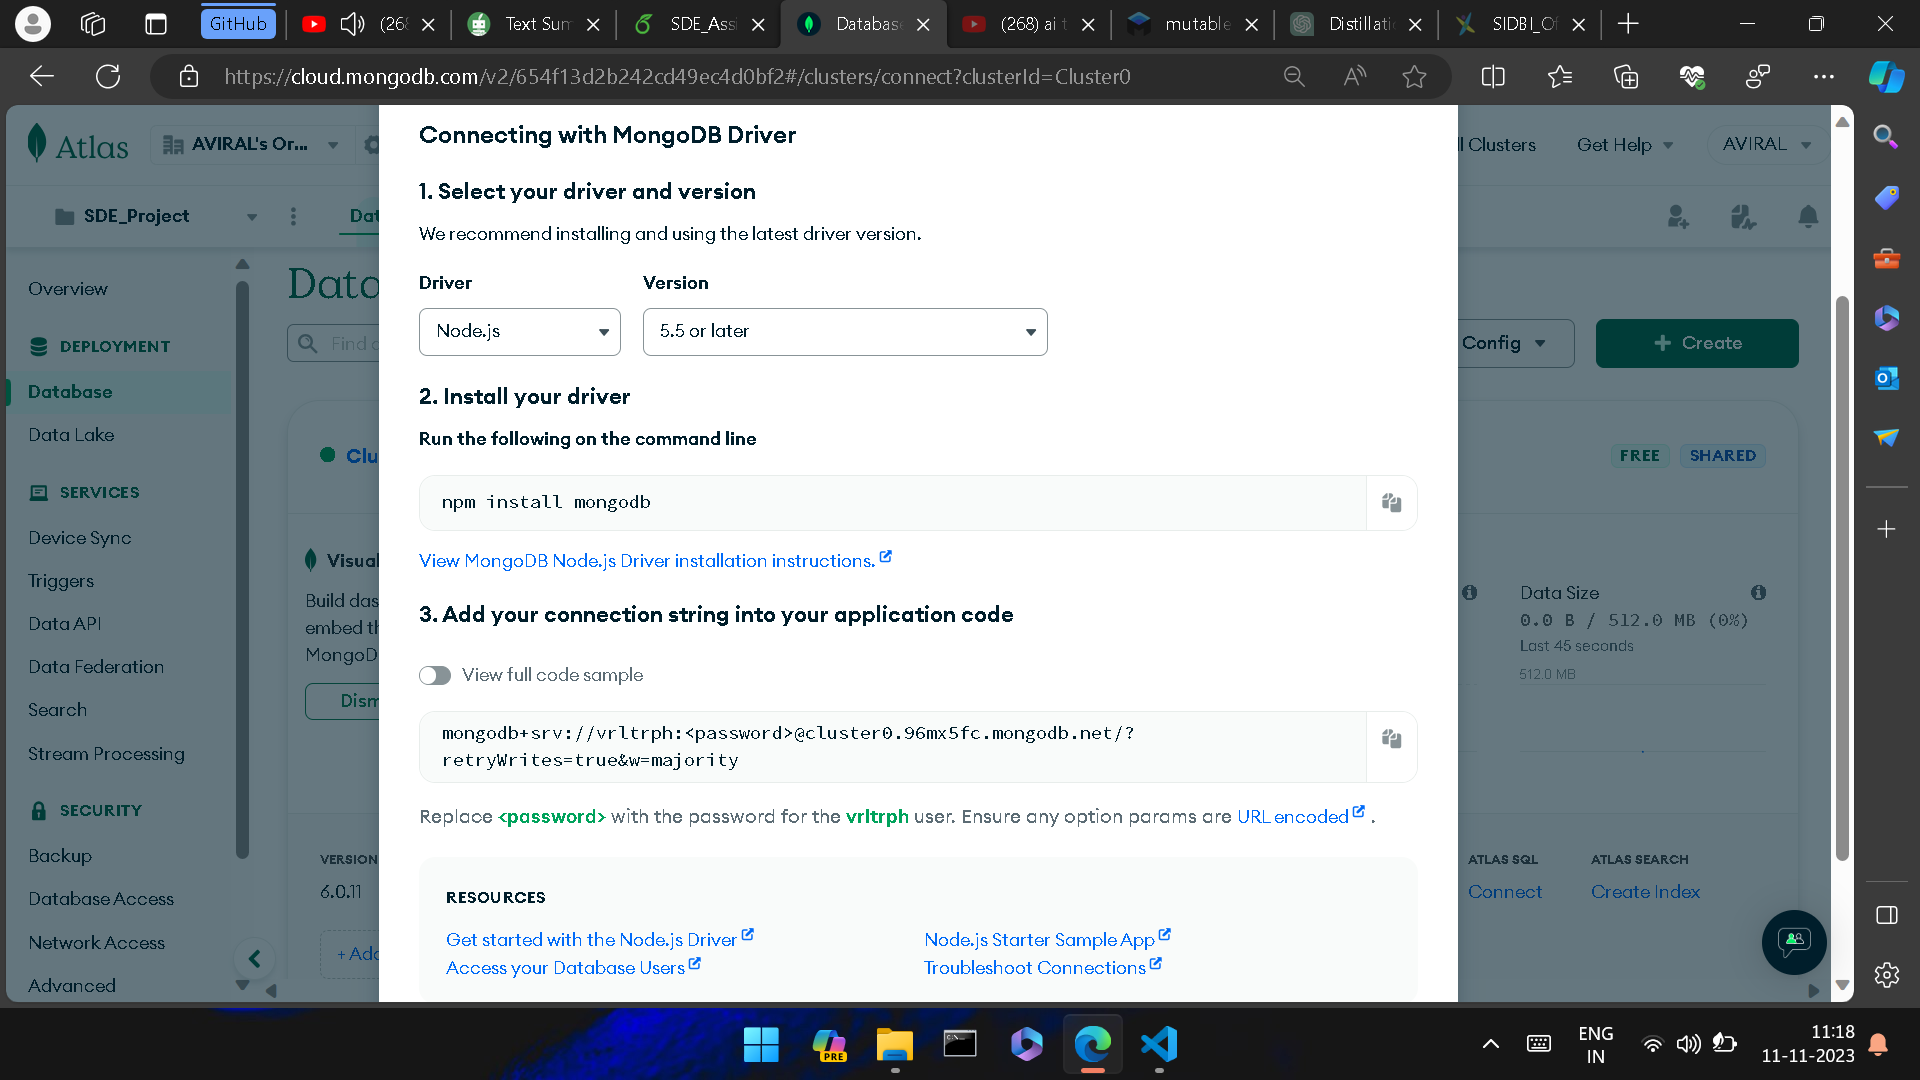 GitHub
(268
Text Sum
SDE_Assi
Database
(268) ai t
mutable
Distillatio
SIDBI_Of
https://cloud.mongodb.com/v2/654f13d2b242cd49ec4d0bf2#/clusters/connect?clusterId=Cluster0
Atlas
AVIRAL's Or...
ll Clusters
Get Help
AVIRAL
SDE_Project
Dat
Overview
DEPLOYMENT
Database
Data Lake
SERVICES
Device Sync
Triggers
Data API
Data Federation
Search
Stream Processing
SECURITY
Backup
Database Access
Network Access
Advanced
Data
Find c
Config
+ Create
Clu
FREE
SHARED
Visual
Build das
embed th
MongoD
Dism
Data Size
0.0 B / 512.0 MB (0%)
Last 45 seconds
512.0 MB
VERSION
6.0.11
+ Add
ATLAS SQL
Connect
ATLAS SEARCH
Create Index
Connecting with MongoDB Driver
1. Select your driver and version
We recommend installing and using the latest driver version.
Driver
Version
Node.js
5.5 or later
2. Install your driver
Run the following on the command line
npm install mongodb
View MongoDB Node.js Driver installation instructions.
3. Add your connection string into your application code
View full code sample
mongodb+srv://vrltrph:<password>@cluster0.96mx5fc.mongodb.net/?
retryWrites=true&w=majority
Replace <password> with the password for the vrltrph user. Ensure any option params are URL encoded .
RESOURCES
Get started with the Node.js Driver
Node.js Starter Sample App
Access your Database Users
Troubleshoot Connections
PRE
ENG
IN
11:18
11-11-2023